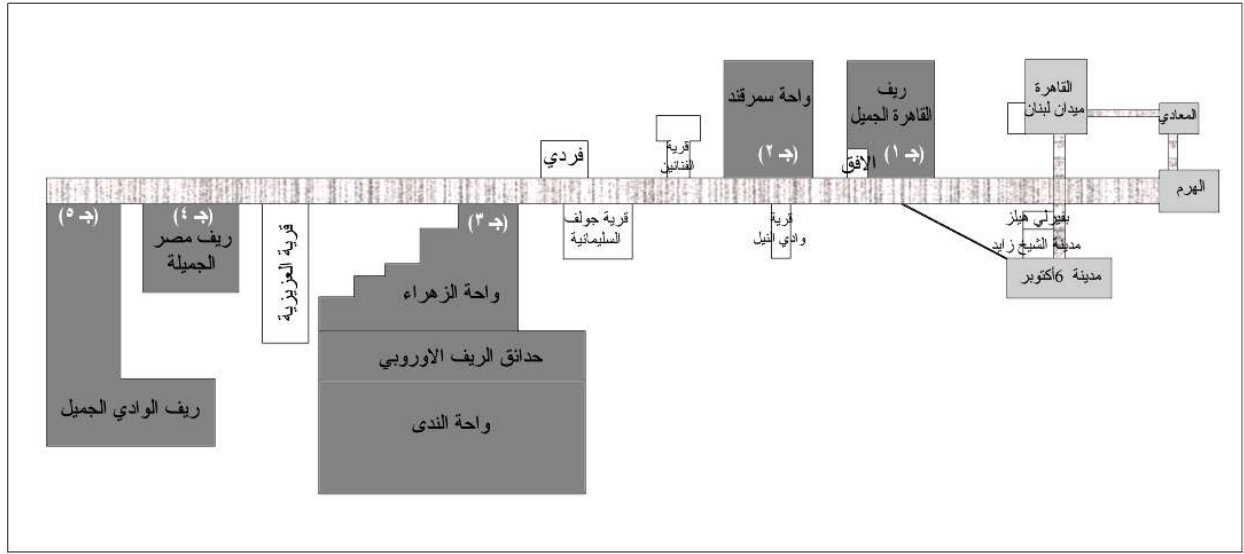 القاهرة
ميدان لبنان
المعادي
الهرم
بفيرلي هيلز
مدينة الشيخ زايد
مدينة 6أكتوبر
ريف
القاهرة الجميل
(جـ ١)
الافق
واحة سمرقند
(جـ ٢)
قرية
الفنانين
فردي
قرية
وادي النيل
قرية جولف
السليمانية
(جـ ٣)
واحة الزهراء
حدائق الريف الاوروبي
واحة الندى
قرية العزيزية
(جـ ٤)
ريف مصر
الجميلة
(جـ ٥)
ريف الوادي الجميل